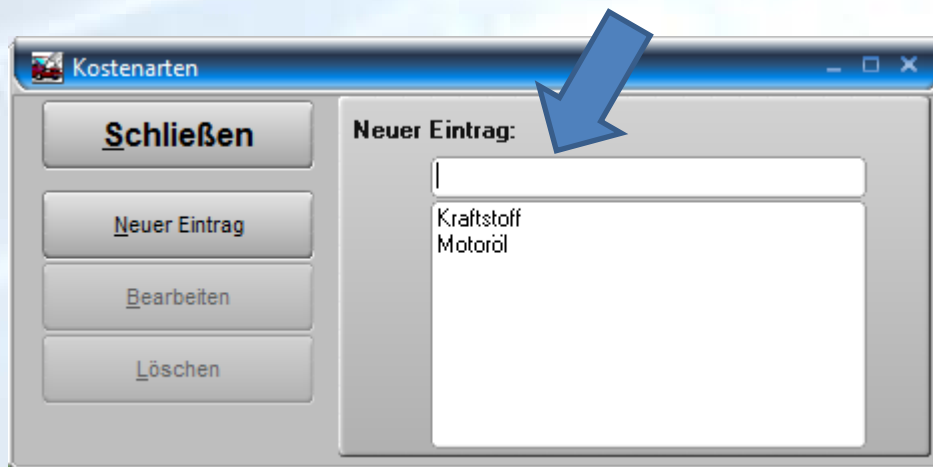 Kostenarten
Schließen
Neuer Eintrag
Bearbeiten
Löschen
Neuer Eintrag:
Kraftstoff
Motoröl